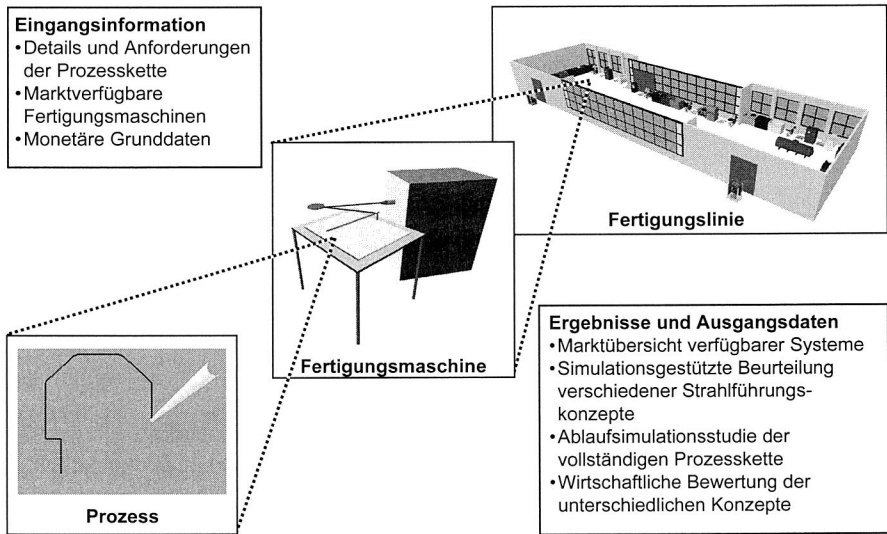 Eingangsinformation
•Details und Anforderungen
der Prozesskette
•Marktverfügbare
Fertigungsmaschinen
•Monetäre Grunddaten
Fertigungslinie
Fertigungsmaschine
Prozess
Ergebnisse und Ausgangsdaten
•Marktübersicht verfügbarer Systeme
•Simulationsgestützte Beurteilung
verschiedener Strahlführungs-
konzepte
•Ablaufsimulationsstudie der
vollständigen Prozesskette
•Wirtschaftliche Bewertung der
unterschiedlichen Konzepte